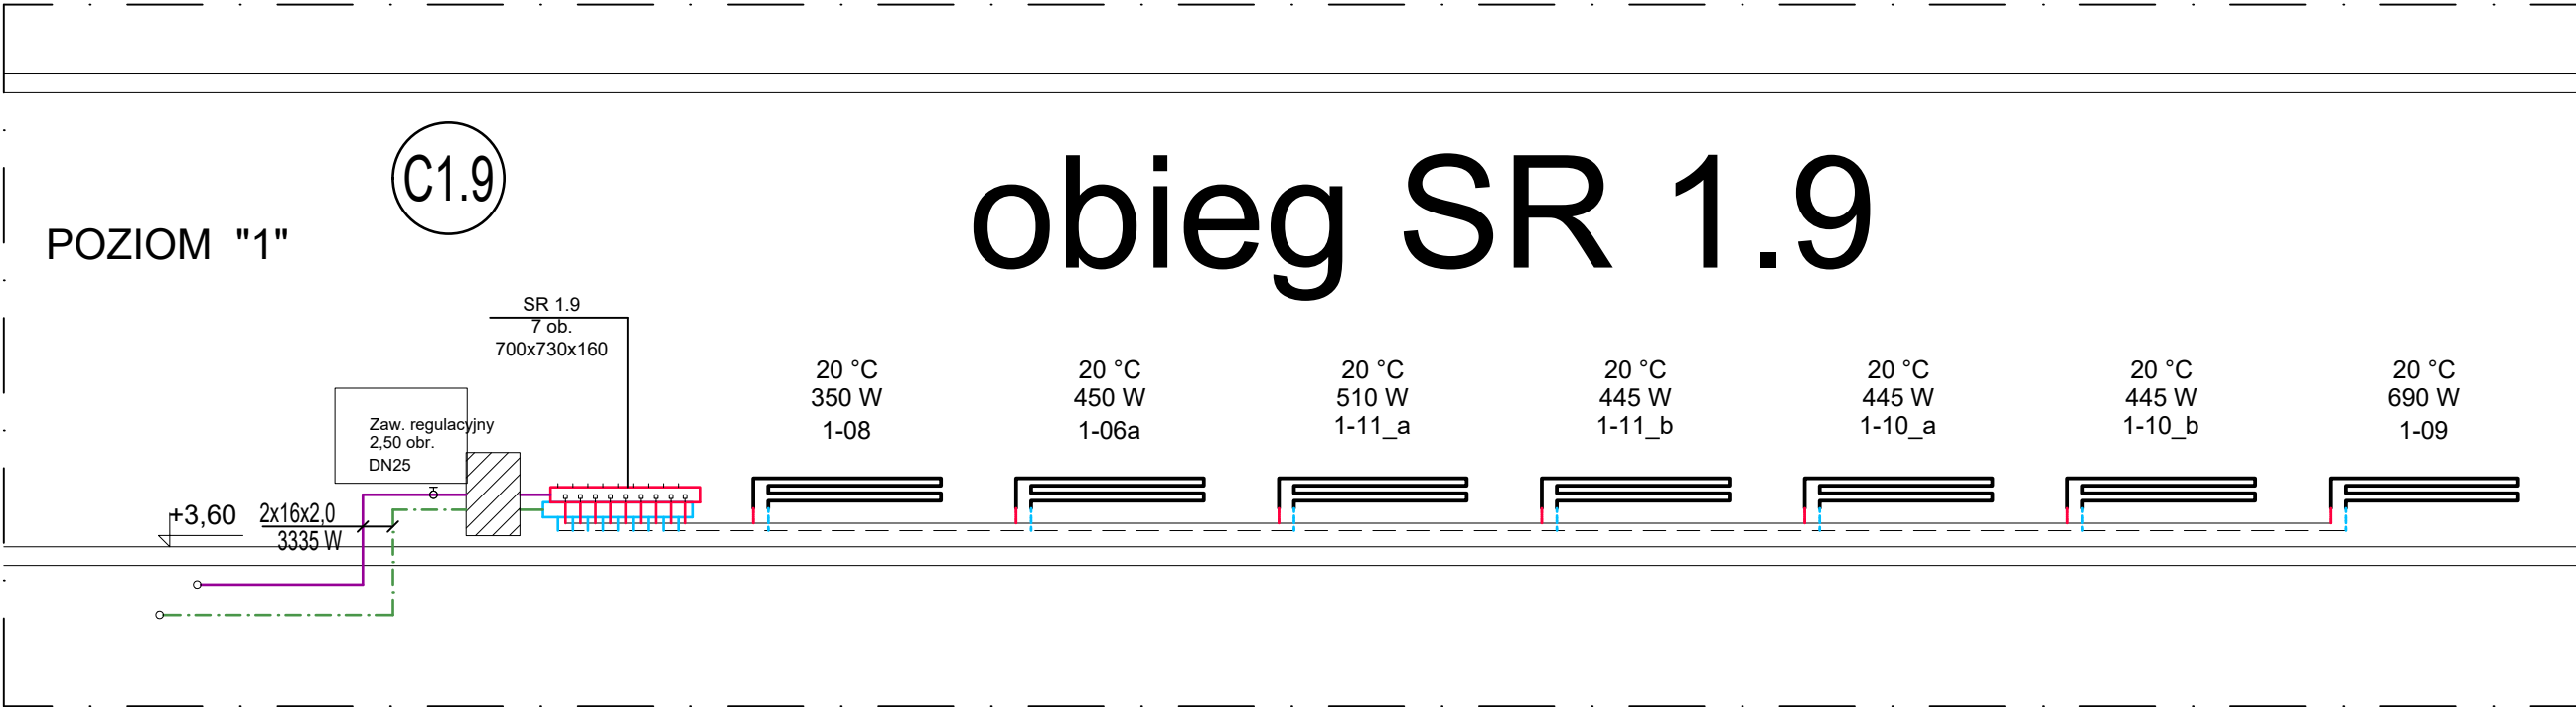 C1.9
obieg SR 1.9
POZIOM "1"
SR 1.9
7 ob.
700x730x160
20 °C
350 W
1-08
20 °C
450 W
1-06a
20 °C
510 W
1-11_a
20 °C
445 W
1-11_b
20 °C
445 W
1-10_a
20 °C
445 W
1-10_b
20 °C
690 W
1-09
Zaw. regulacyjny
2,50 obr.
DN25
+3,60
2x16x2,0
3335 W